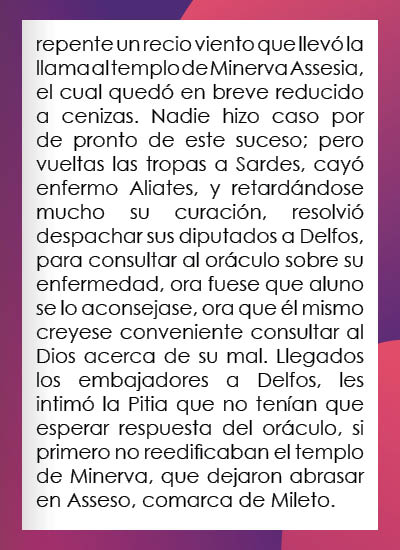 repente un recio viento que llevó la
llama al templo de Minerva Assesia,
el cual quedó en breve reducido
a cenizas. Nadie hizo caso por
de pronto de este suceso; pero
vueltas las tropas a Sardes, cayó
enfermo Aliates, y retardándose
mucho su curación, resolvió
despachar sus diputados a Delfos,
para consultar al oráculo sobre su
enfermedad, ora fuese que aluno
se lo aconsejase, ora que él mismo
creyese conveniente consultar al
Dios acerca de su mal. Llegados
los embajadores a Delfos, les
intimó la Pitia que no tenían que
esperar respuesta del oráculo, si
primero no reedificaban el templo
de Minerva, que dejaron abrasar
en Asseso, comarca de Mileto.